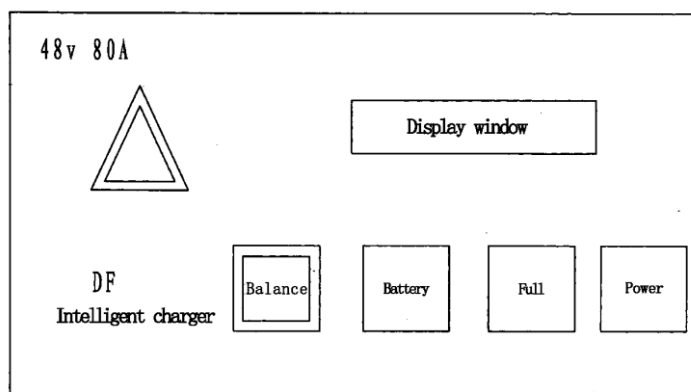 48v 80A
Display window
DF
Intelligent charger
Balance
Battery
Full
Power